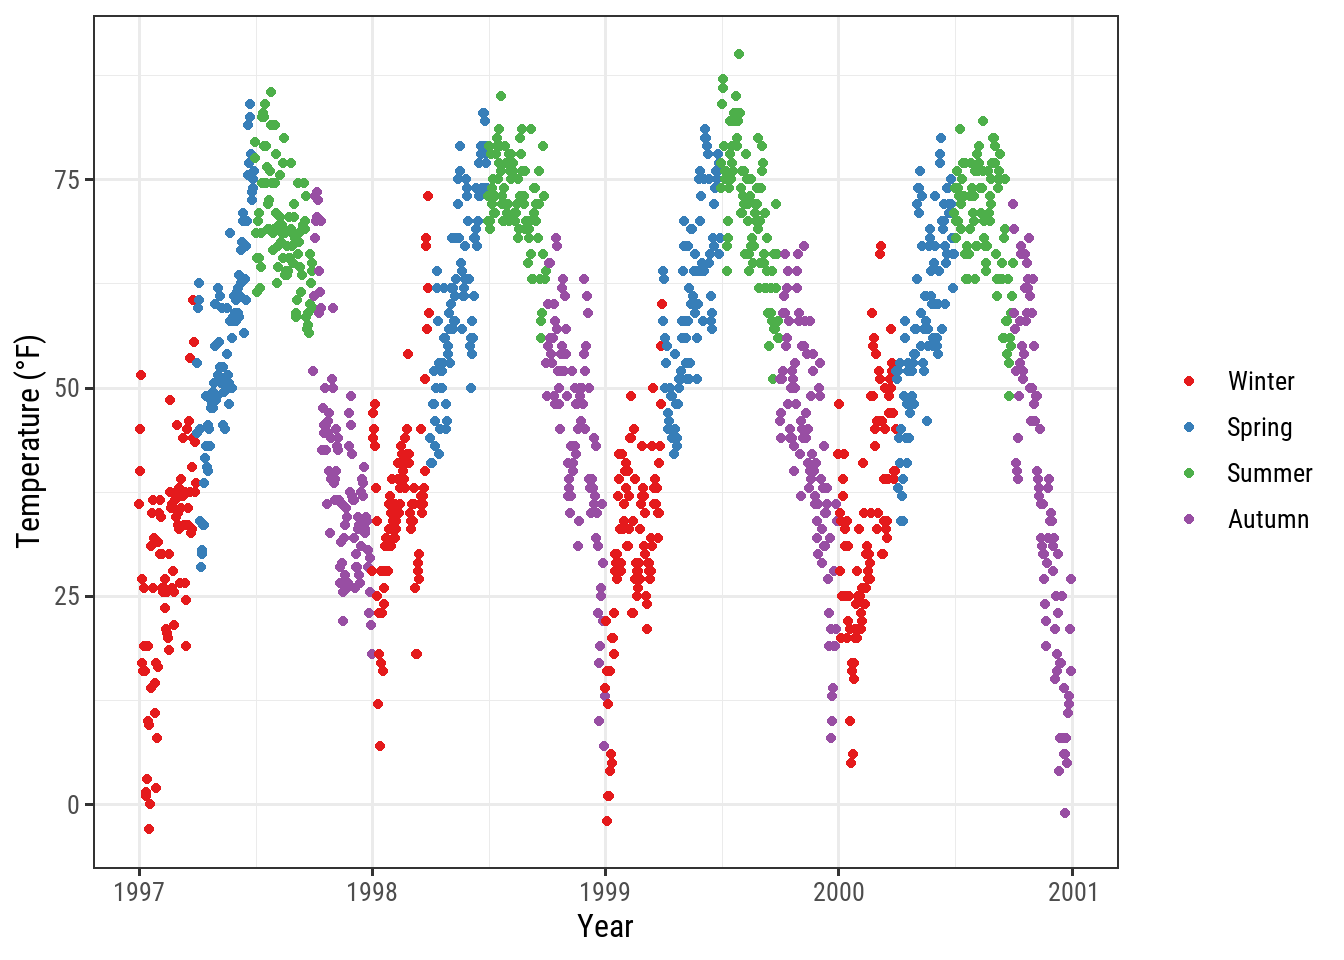 Temperature (°F)
75
50
25
0
1997 1998 1999 2000 2001
Year
Winter
Spring
Summer
Autumn